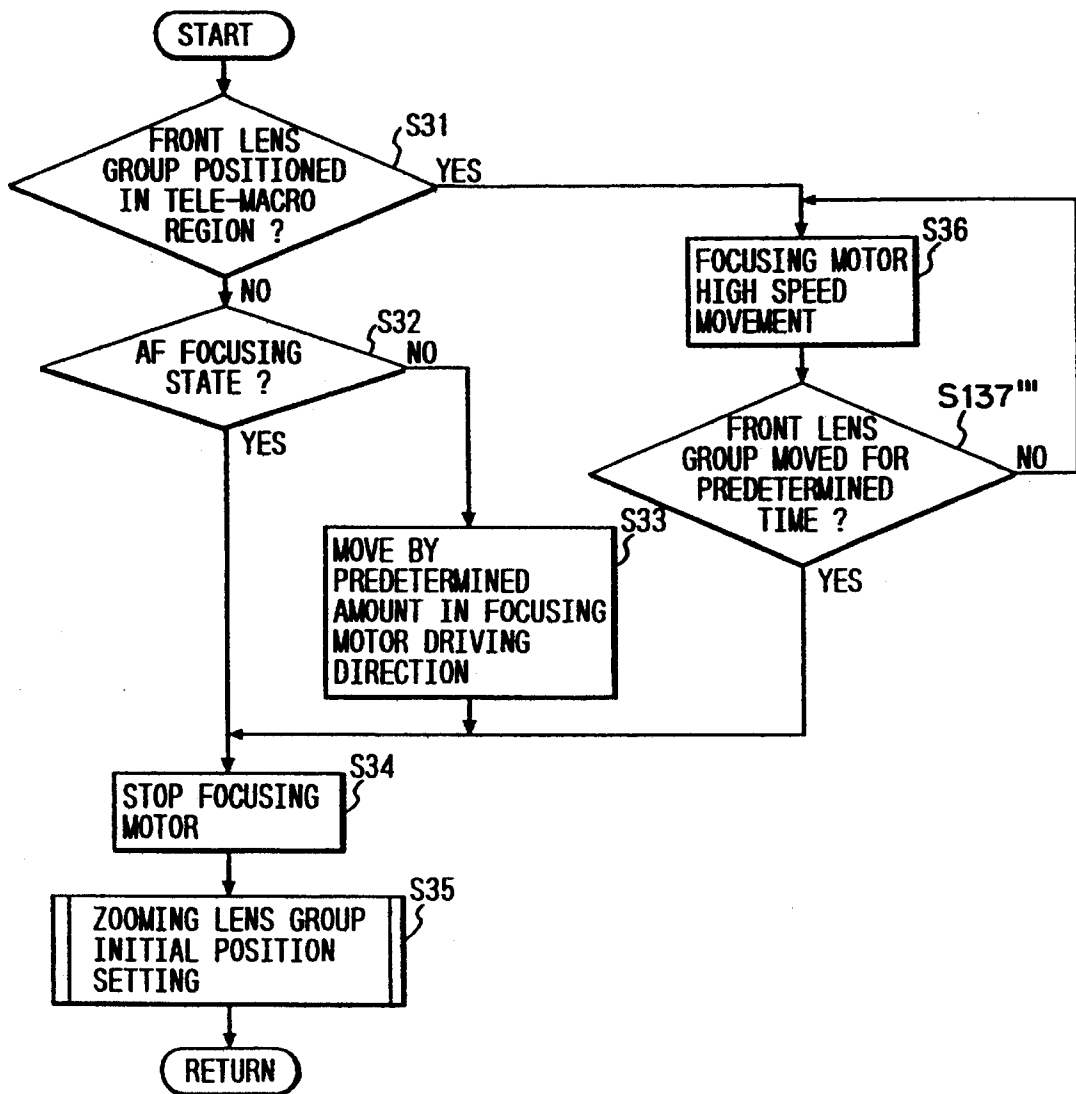 START
FRONT LENS
GROUP POSITIONED
IN TELE-MACRO
REGION ?
S31
YES
NO
AF FOCUSING
STATE ?
S32
NO
YES
FOCUSING MOTOR
HIGH SPEED
MOVEMENT
S36
FRONT LENS
GROUP MOVED FOR
PREDETERMINED
TIME ?
S137'''
NO
YES
MOVE BY
PREDETERMINED
AMOUNT IN FOCUSING
MOTOR DRIVING
DIRECTION
S33
STOP FOCUSING
MOTOR
S34
ZOOMING LENS GROUP
INITIAL POSITION
SETTING
S35
RETURN